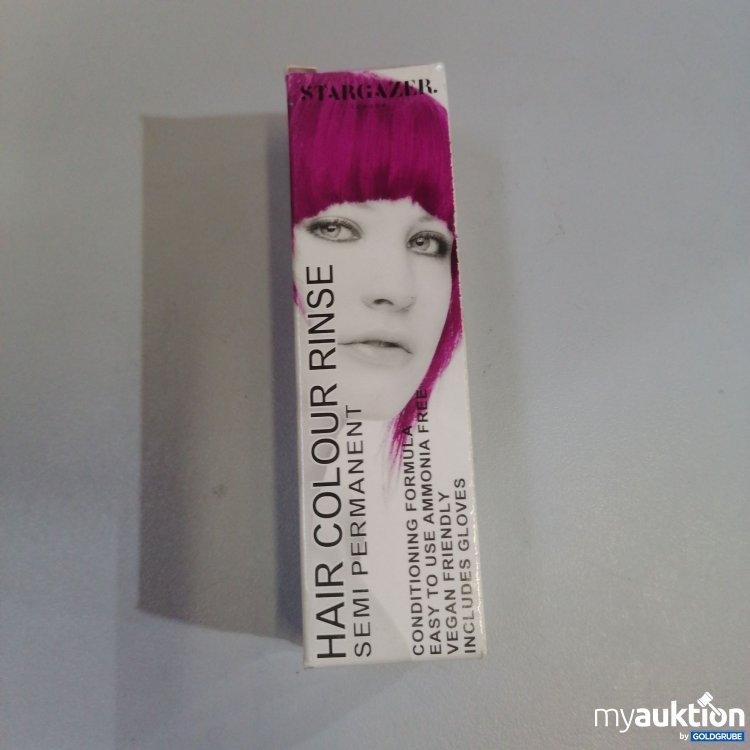 STARGAZER.
LONDON
HAIR COLOUR RINSE
SEMI PERMANENT
CONDITIONING FORMULA
EASY TO USE AMMONIA FREE
VEGAN FRIENDLY
INCLUDES GLOVES
myauktion
by GOLDGRUBE